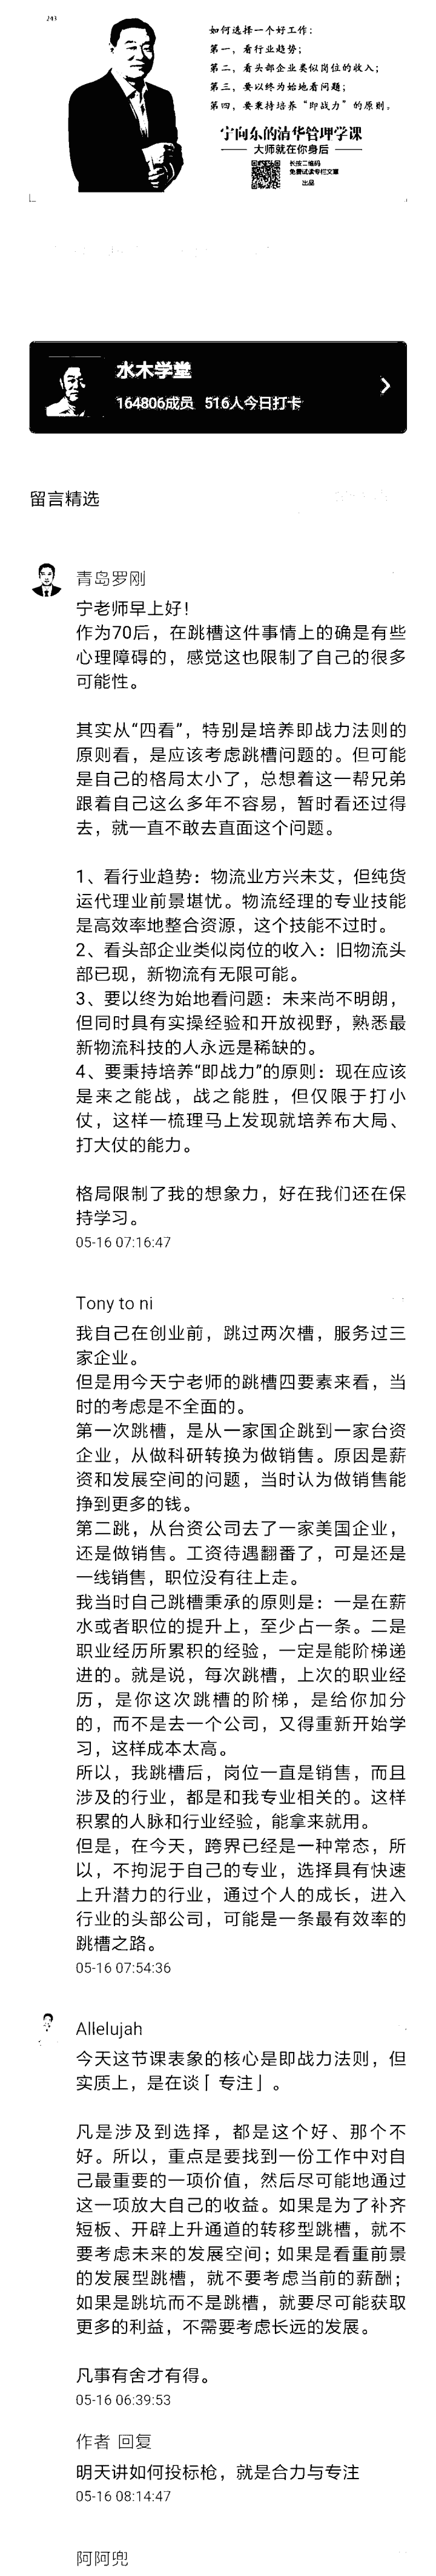 143
如何选择一个好工作：
第一，看行业趋势；
第二，看头部企业类似岗位的收入；
第三，要以终为始地看问题；
第四，要秉持培养“即战力”的原则。
宁向东的清华管理学课
大师就在你身后
长按二维码
免费试读专栏文章
出品
水木学堂
164806成员 516人今日打卡
留言精选
青岛罗刚
宁老师早上好!
作为70后，在跳槽这件事情上的确是有些
心理障碍的，感觉这也限制了自己的很多
可能性。
其实从“四看”，特别是培养即战力法则的
原则看，是应该考虑跳槽问题的。但可能
是自己的格局太小了，总想着这一帮兄弟
跟着自己这么多年不容易，暂时看还过得
去，就一直不敢去直面这个问题。
1、看行业趋势：物流业方兴未艾，但纯货
运代理业前景堪忧。物流经理的专业技能
是高效率地整合资源，这个技能不过时。
2、看头部企业类似岗位的收入：旧物流头
部已现，新物流有无限可能。
3、要以终为始地看问题：未来尚不明朗，
但同时具有实操经验和开放视野，熟悉最
新物流科技的人永远是稀缺的。
4、要秉持培养“即战力”的原则：现在应该
是来之能战，战之能胜，但仅限于打小
仗，这样一梳理马上发现就培养布大局、
打大仗的能力。
格局限制了我的想象力，好在我们还在保
持学习。
05-16 07:16:47
Tony to ni
我自己在创业前，跳过两次槽，服务过三
家企业。
但是用今天宁老师的跳槽四要素来看，当
时的考虑是不全面的。
第一次跳槽，是从一家国企跳到一家台资
企业，从做科研转换为做销售。原因是薪
资和发展空间的问题，当时认为做销售能
挣到更多的钱。
第二跳，从台资公司去了一家美国企业，
还是做销售。工资待遇翻番了，可是还是
一线销售，职位没有往上走。
我当时自己跳槽秉承的原则是：一是在薪
水或者职位的提升上，至少占一条。二是
职业经历所累积的经验，一定是能阶梯递
进的。就是说，每次跳槽，上次的职业经
历，是你这次跳槽的阶梯，是给你加分
的，而不是去一个公司，又得重新开始学
习，这样成本太高。
所以，我跳槽后，岗位一直是销售，而且
涉及的行业，都是和我专业相关的。这样
积累的人脉和行业经验，能拿来就用。
但是，在今天，跨界已经是一种常态，所
以，不拘泥于自己的专业，选择具有快速
上升潜力的行业，通过个人的成长，进入
行业的头部公司，可能是一条最有效率的
跳槽之路。
05-16 07:54:36
Allelujah
今天这节课表象的核心是即战力法则，但
实质上，是在谈「专注」。
凡是涉及到选择，都是这个好、那个不
好。所以，重点是要找到一份工作中对自
己最重要的一项价值，然后尽可能地通过
这一项放大自己的收益。如果是为了补齐
短板、开辟上升通道的转移型跳槽，就不
要考虑未来的发展空间；如果是看重前景
的发展型跳槽，就不要考虑当前的薪酬；
如果是跳坑而不是跳槽，就要尽可能获取
更多的利益，不需要考虑长远的发展。
凡事有舍才有得。
05-16 06:39:53
作者 回复
明天讲如何投标枪，就是合力与专注
05-16 08:14:47
阿阿兜